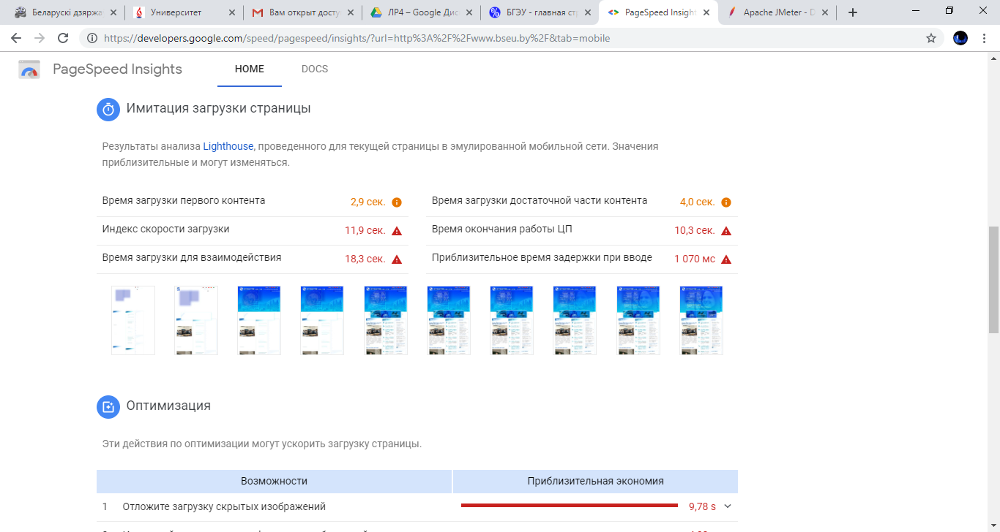 Беларускі дзяржа
Университет
Вам открыт досту
ЛР4 – Google Дис
БГЭУ - главная стр
PageSpeed Insight
Apache JMeter - D
https://developers.google.com/speed/pagespeed/insights/?url=http%3A%2F%2Fwww.bseu.by%2F&tab=mobile
PageSpeed Insights
HOME
DOCS
Имитация загрузки страницы
Результаты анализа Lighthouse, проведенного для текущей страницы в эмулированной мобильной сети. Значения
приблизительные и могут изменяться.
Время загрузки первого контента 2,9 сек.
Время загрузки достаточной части контента 4,0 сек.
Индекс скорости загрузки 11,9 сек.
Время окончания работы ЦП 10,3 сек.
Время загрузки для взаимодействия 18,3 сек.
Приблизительное время задержки при вводе 1 070 мс
Оптимизация
Эти действия по оптимизации могут ускорить загрузку страницы.
Возможности
Приблизительная экономия
1 Отложите загрузку скрытых изображений 9,78 s